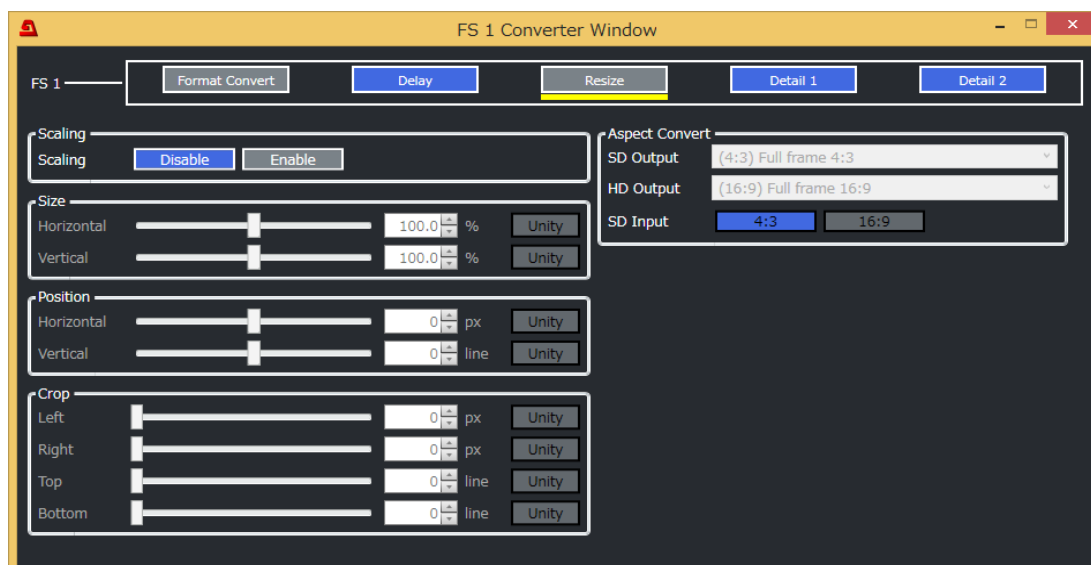 FS 1 Converter Window
FS 1 Format Convert Delay Resize Detail 1 Detail 2
Scaling
Scaling Disable Enable
Size
Horizontal 100.0 % Unity
Vertical 100.0 % Unity
Position
Horizontal 0 px Unity
Vertical 0 line Unity
Crop
Left 0 px Unity
Right 0 px Unity
Top 0 line Unity
Bottom 0 line Unity
Aspect Convert
SD Output (4:3) Full frame 4:3
HD Output (16:9) Full frame 16:9
SD Input 4:3 16:9